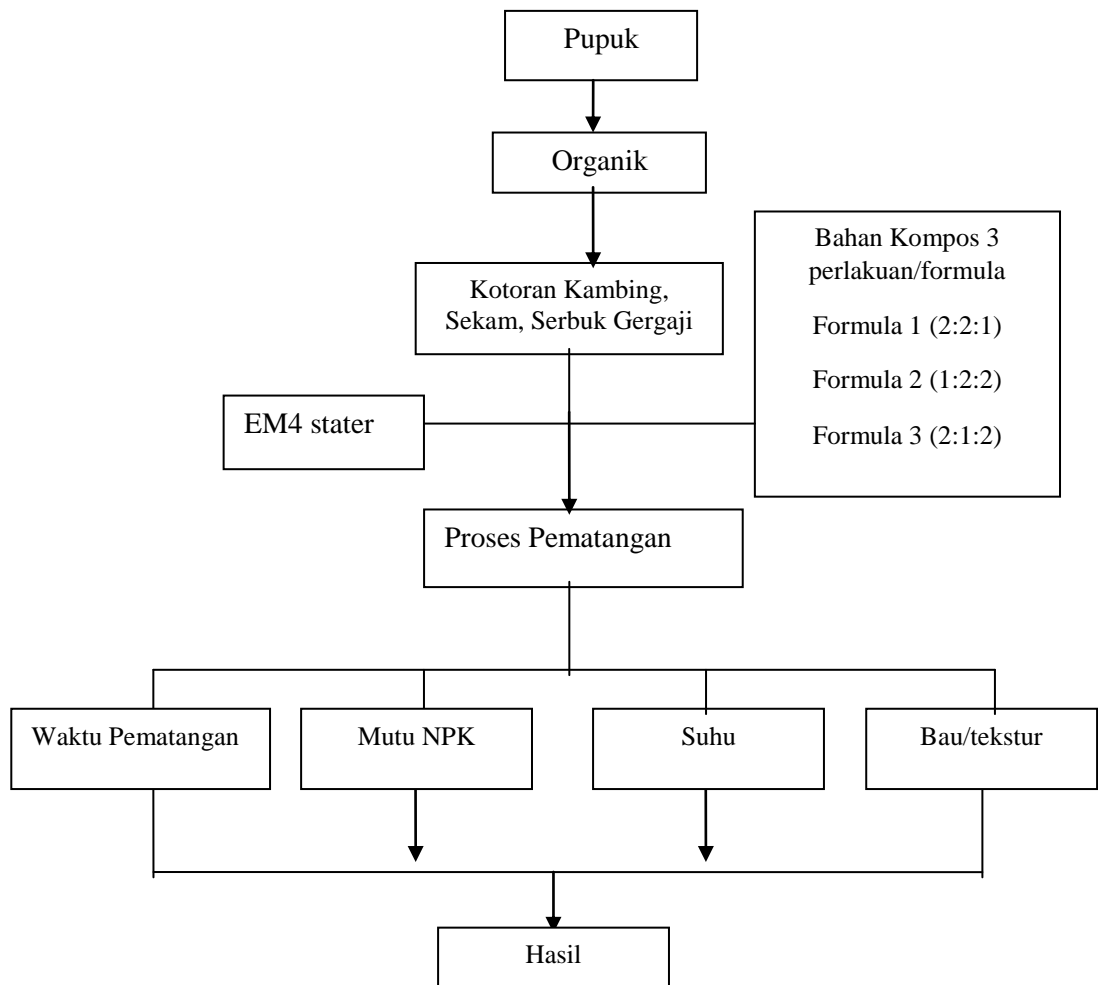 Pupuk
Organik
Kotoran Kambing,
Sekam, Serbuk Gergaji
Bahan Kompos 3
perlakuan/formula
Formula 1 (2:2:1)
Formula 2 (1:2:2)
Formula 3 (2:1:2)
EM4 stater
Proses Pematangan
Waktu Pematangan
Mutu NPK
Suhu
Bau/tekstur
Hasil